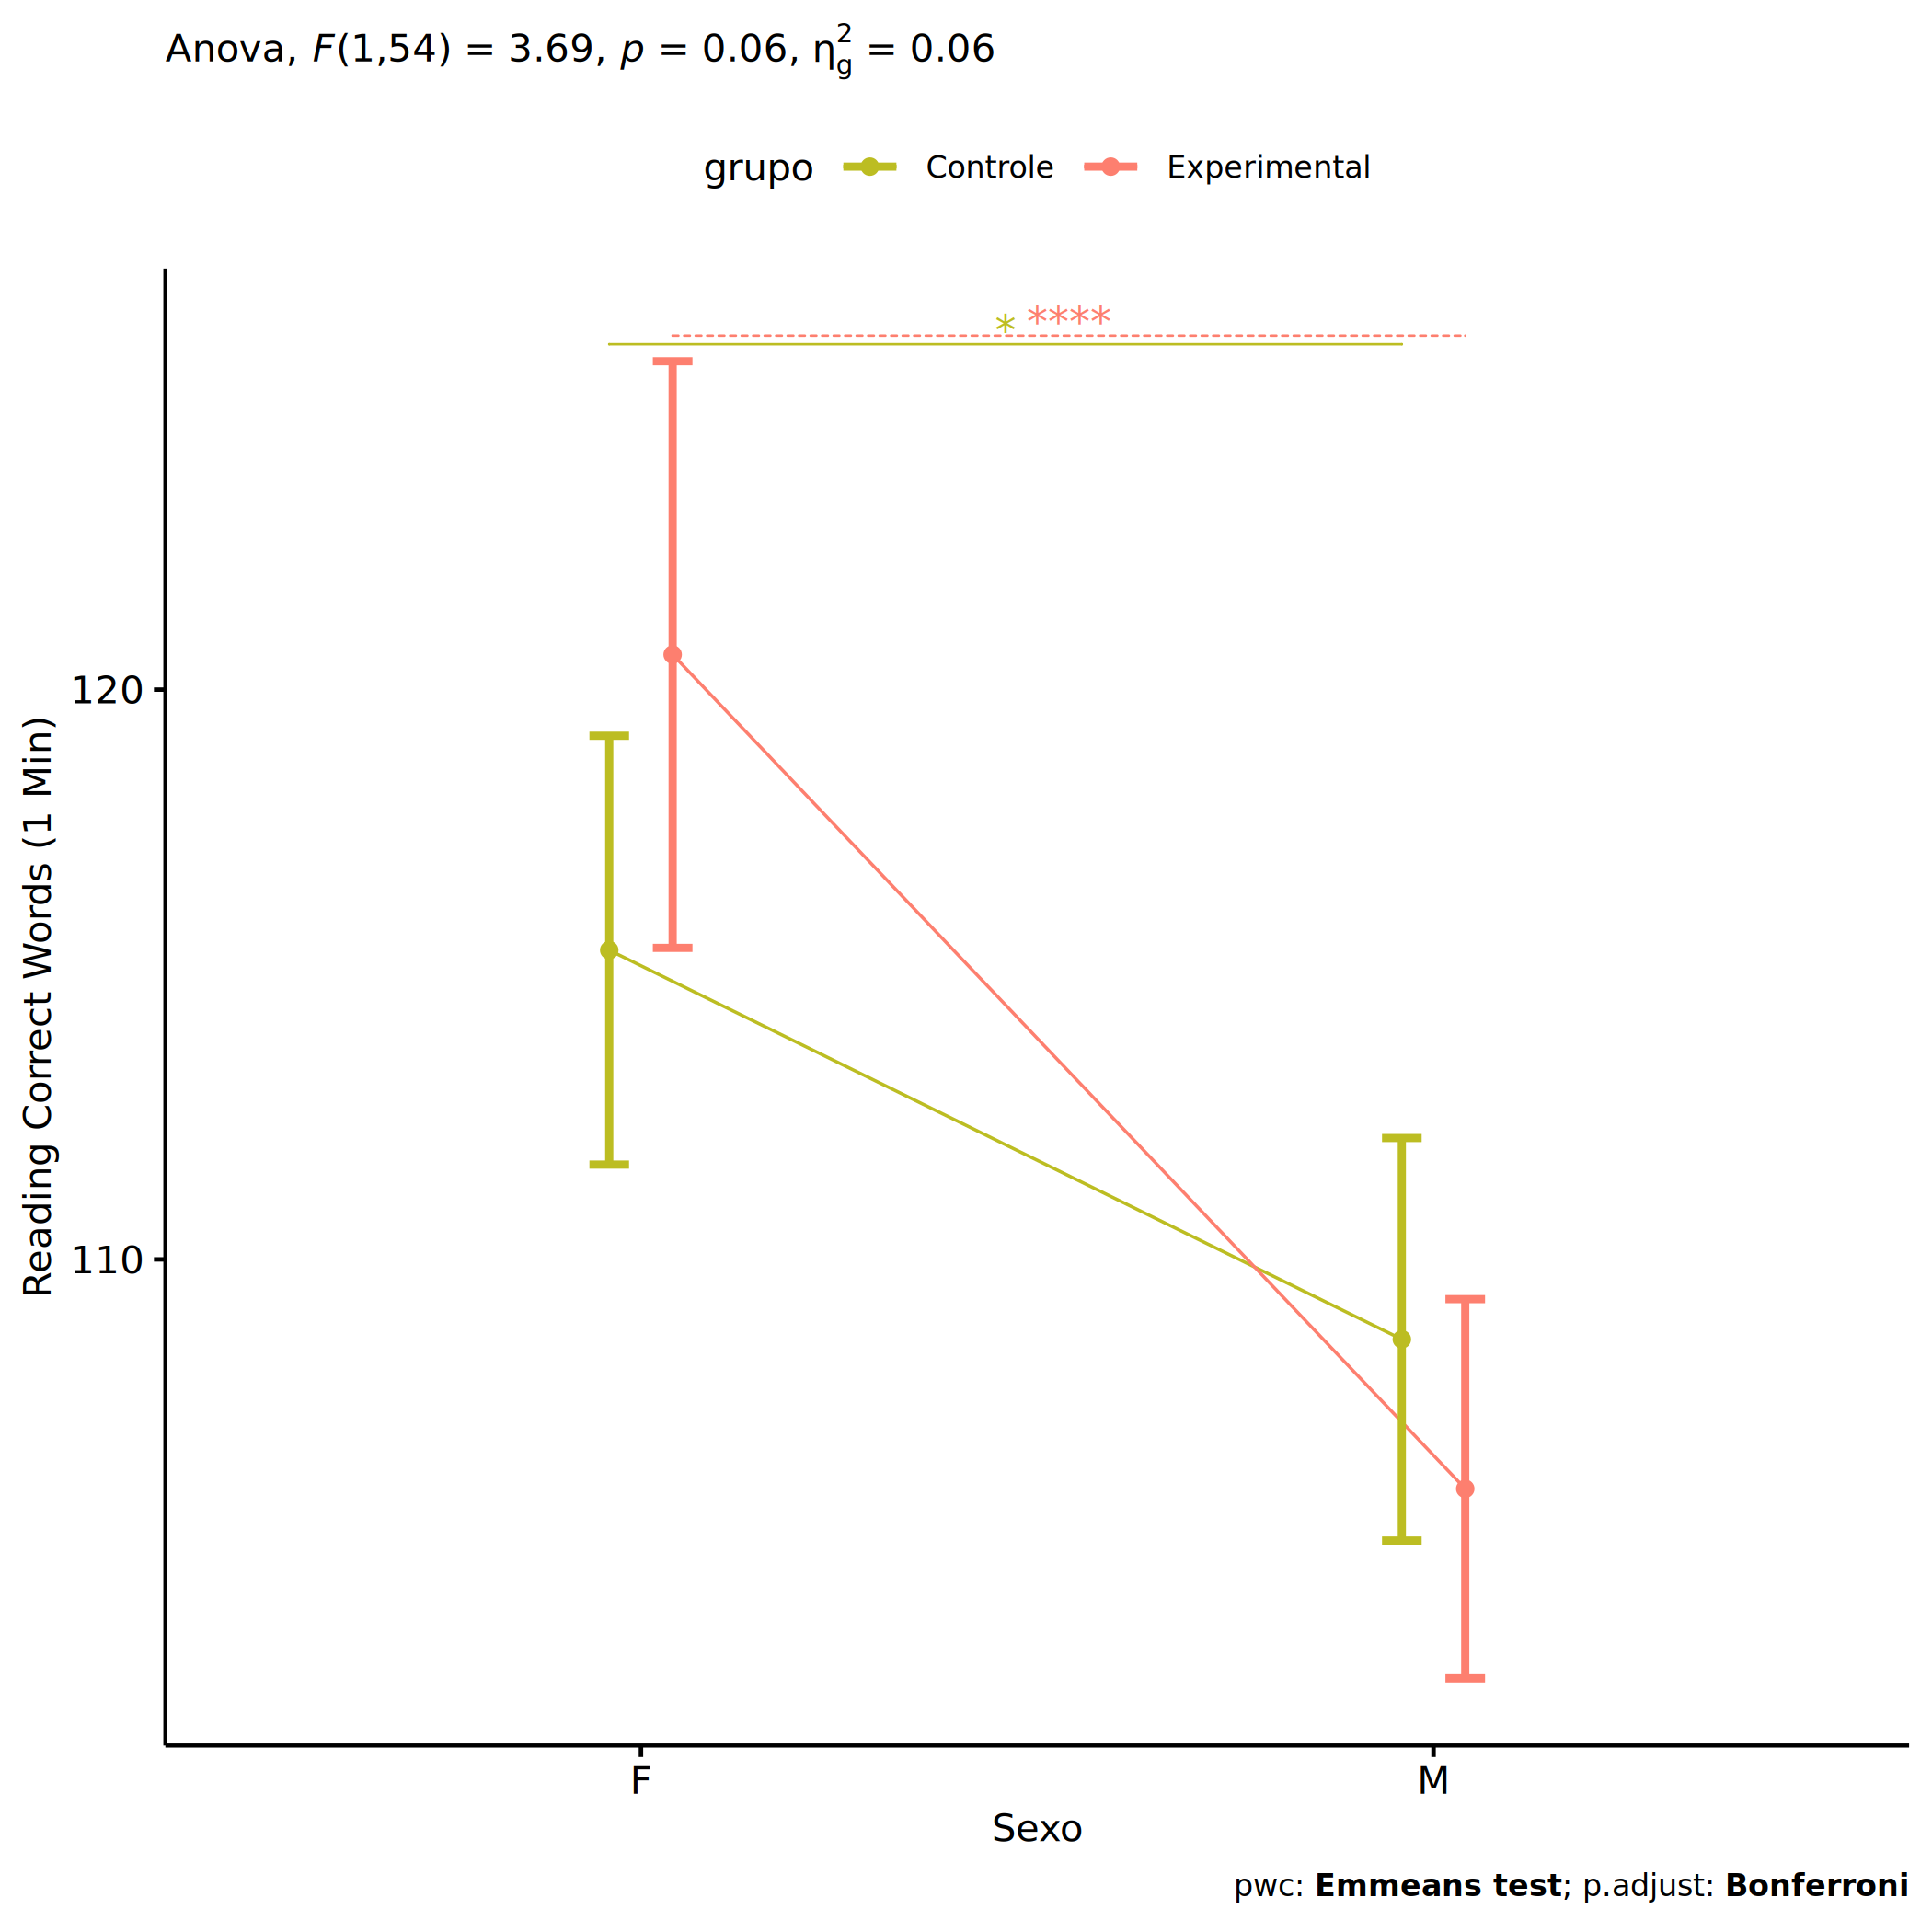 Anova, F(1,54) = 3.69, p = 0.06, η²g = 0.06
grupo Controle Experimental
* ****
120
110
Reading Correct Words (1 Min)
F M
Sexo
pwc: Emmeans test; p.adjust: Bonferroni